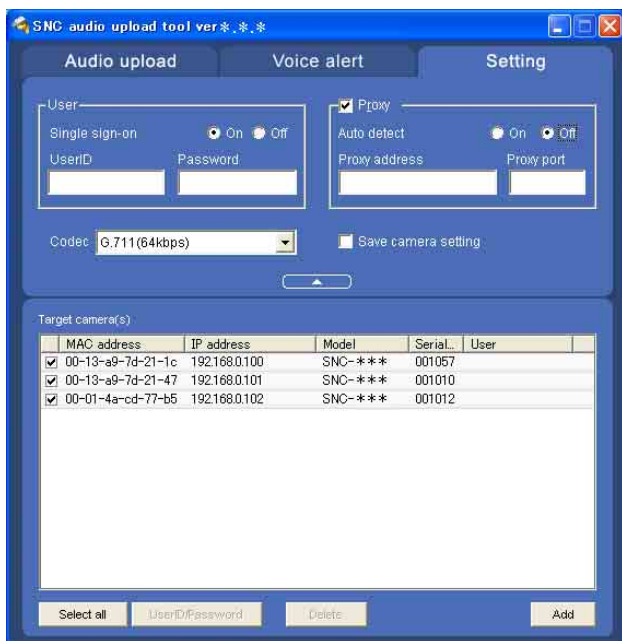 SNC audio upload tool ver*.*.*
Audio upload Voice alert Setting
User Proxy
Single sign-on On Off Auto detect On Off
UserID Password Proxy address Proxy port
Codec G.711(64kbps) Save camera setting
Target camera(s)
MAC address IP address Model Serial... User
00-13-a9-7d-21-1c 192.168.0.100 SNC-*** 001057
00-13-a9-7d-21-47 192.168.0.101 SNC-*** 001010
00-01-4a-cd-77-b5 192.168.0.102 SNC-*** 001012
Select all UserID/Password Delete Add